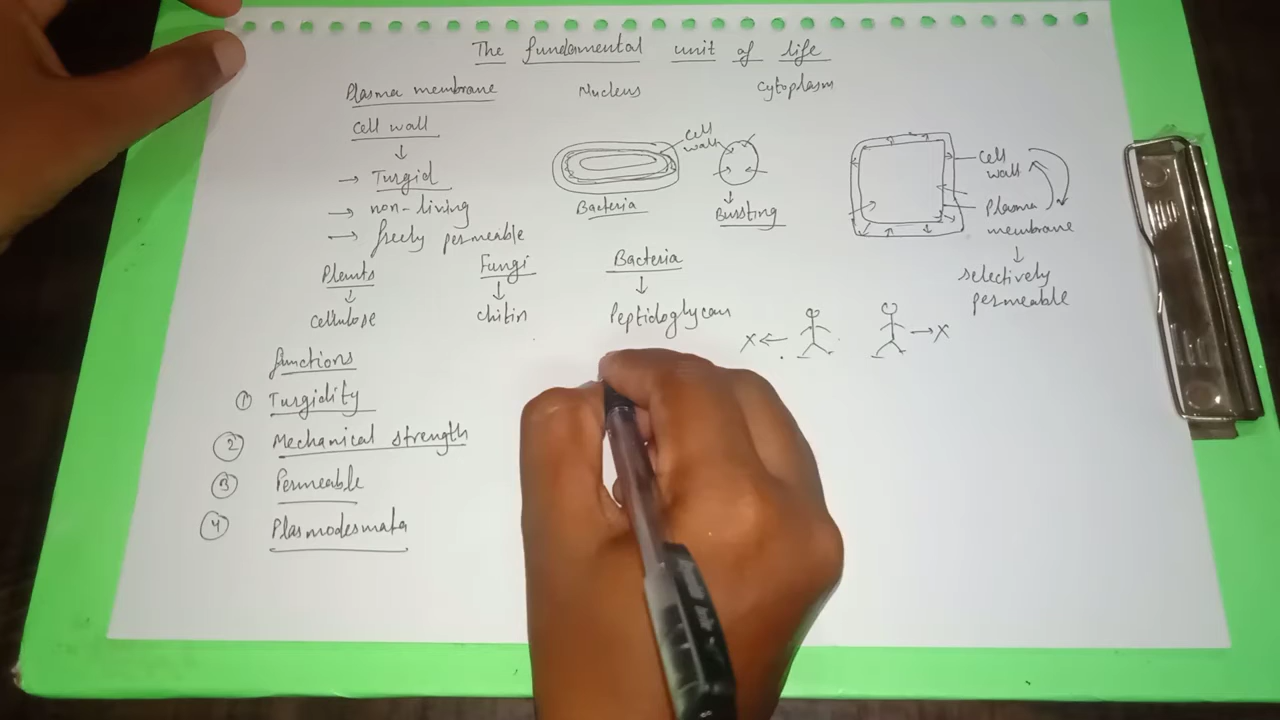 The fundamental unit of life
Plasma membrane Nucleus Cytoplasm
Cell wall
Turgid
non-living
freely permeable
Cell wall
Bacteria
Bursting
Cell wall
Plasma membrane
selectively permeable
Plants Fungi Bacteria
Cellulose chitin Peptidoglycan
X X
functions
1 Turgidity
2 Mechanical strength
3 Permeable
4 Plasmodesmata